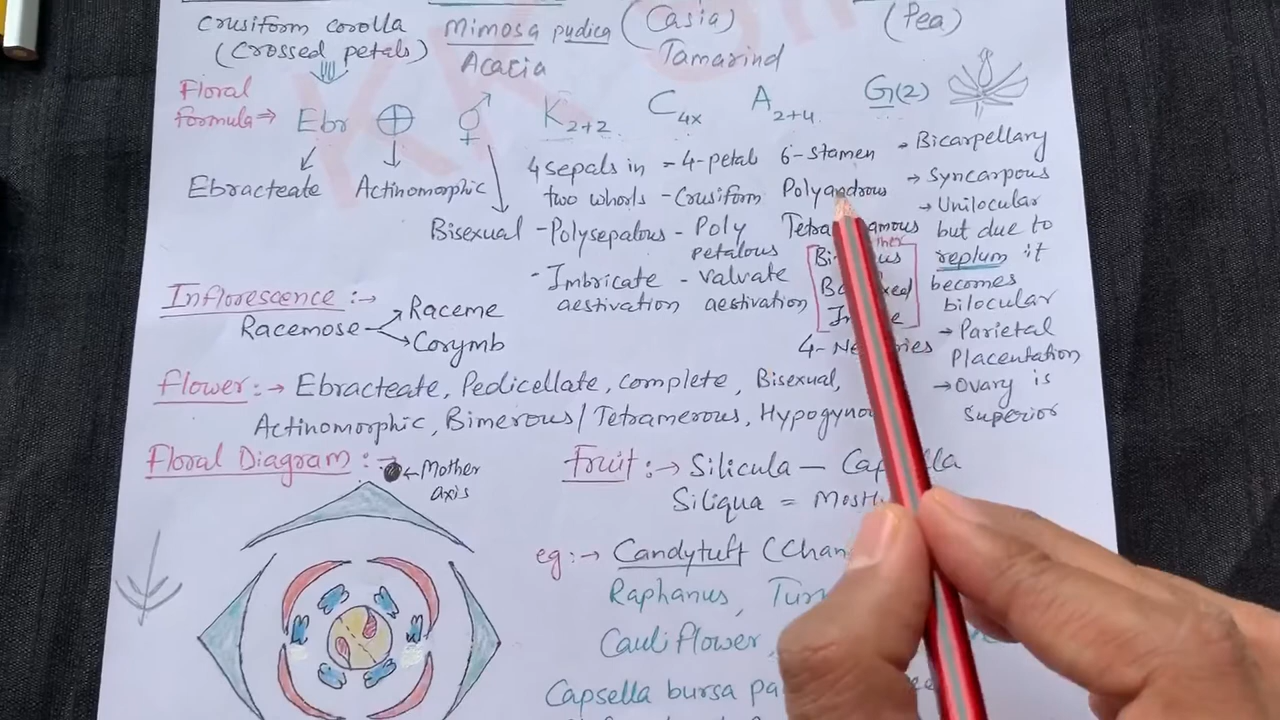 Crusiform corolla
(Crossed petals)
Mimosa pudica
Acacia
(Casia)
Tamarind
(Pea)
Floral formula ⇒ Ebr ⊕ ⚥ K2+2 C4x A2+4 G(2)
Ebracteate Actinomorphic
Bisexual
4 sepals in two whorls
- Polysepalous
- Imbricate aestivation
= 4-petal
- Crusiform
- Poly petalous
- valvate aestivation
6-stamen
Polyandrous
4-
→ Bicarpellary
→ Syncarpous
→ Unilocular
but due to
replum it
becomes
bilocular
→ Parietal
Placentation
→ Ovary is
superior
Inflorescence :→
Racemose
Raceme
Corymb
Flower :→ Ebracteate, Pedicellate, complete, Bisexual,
Actinomorphic, Bimerous/Tetramerous,
Floral Diagram :→
← Mother
axis
Fruit :→ Silicula —
Siliqua =
eg :→ Candytuft
Raphanus,
Cauliflower,
Capsella bursa